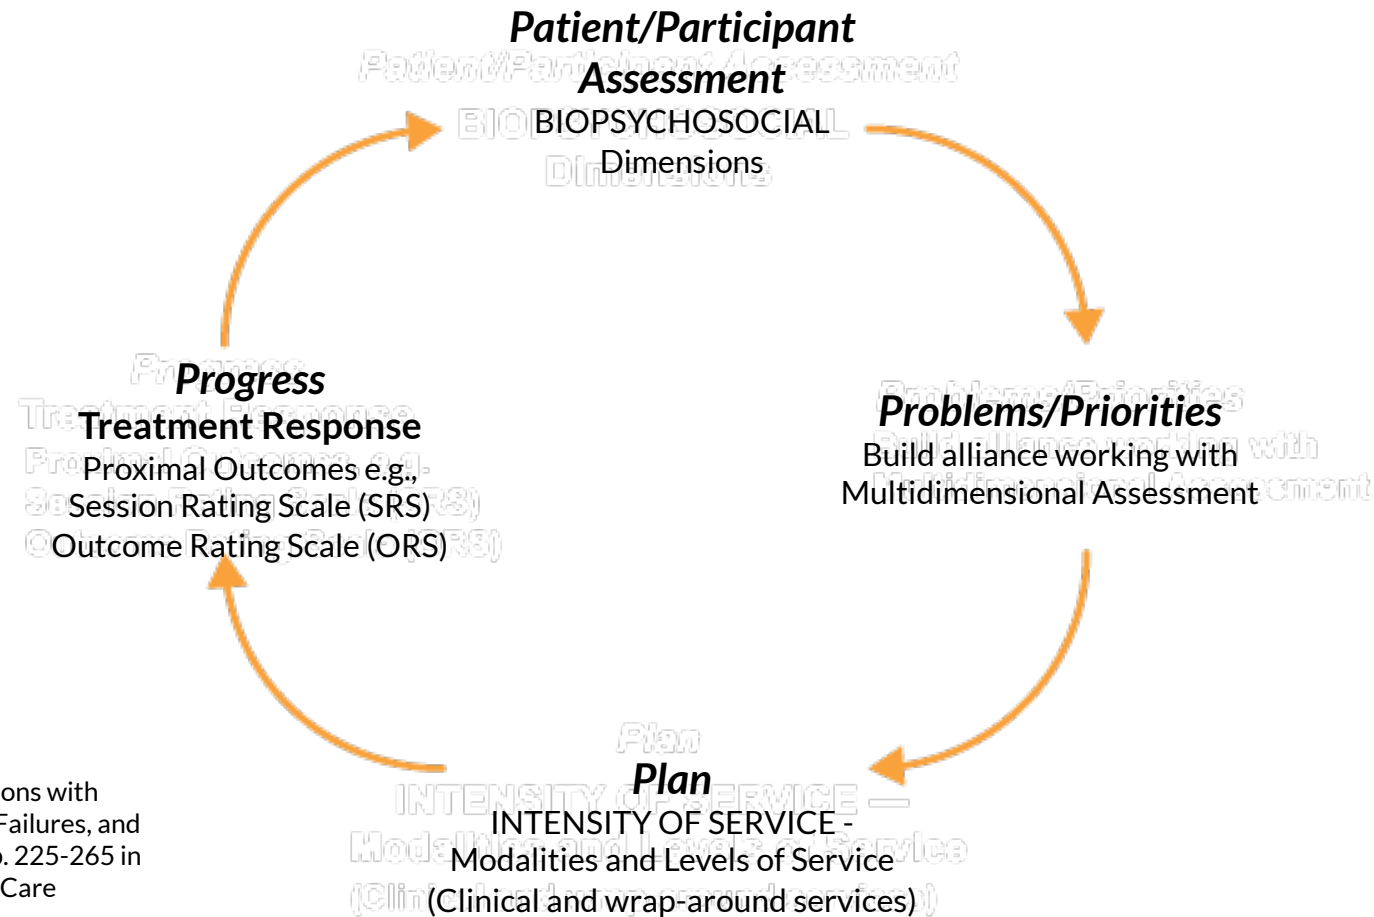 Patient/Participant
Assessment
BIOPSYCHOSOCIAL
Dimensions
Problems/Priorities
Build alliance working with
Multidimensional Assessment
Plan
INTENSITY OF SERVICE -
Modalities and Levels of Service
(Clinical and wrap-around services)
Progress
Treatment Response
Proximal Outcomes e.g.,
Session Rating Scale (SRS)
Outcome Rating Scale (ORS)
ons with
Failures, and
. 225-265 in
Care